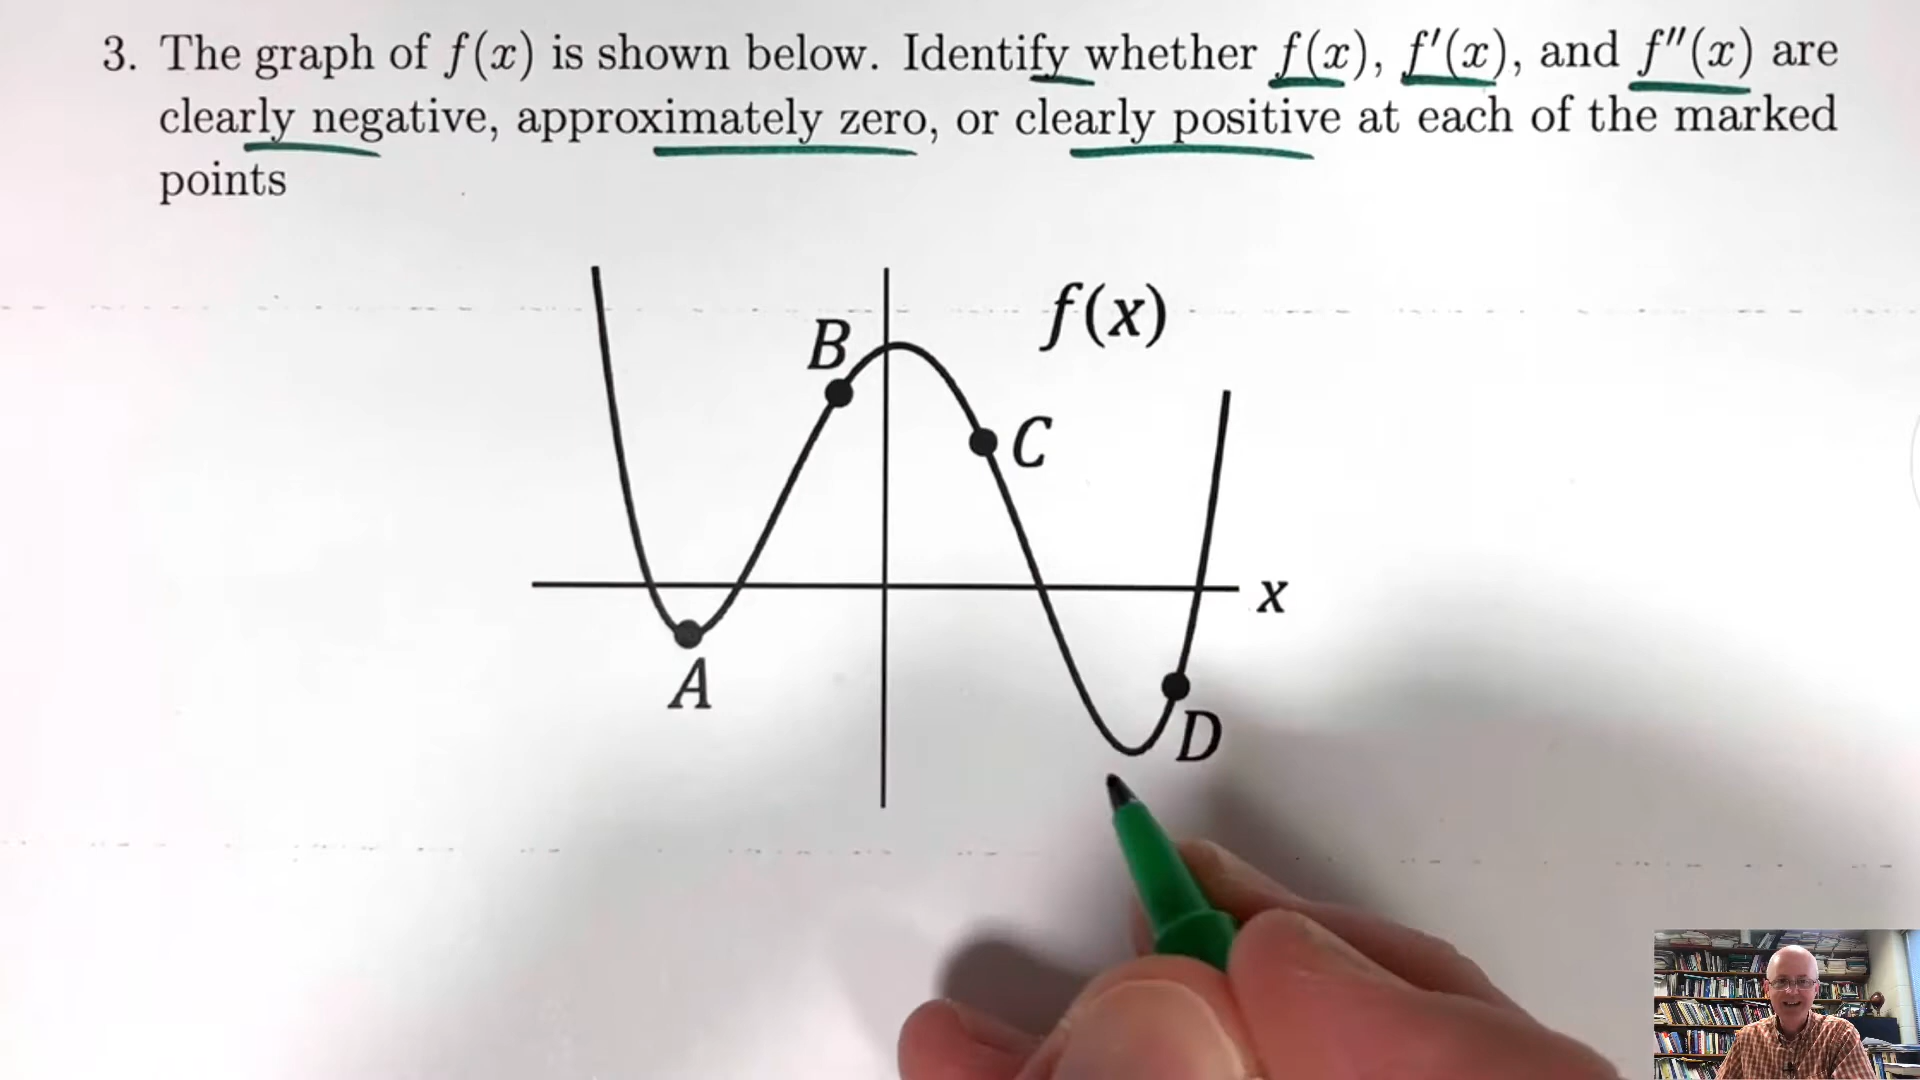 3. The graph of f(x) is shown below. Identify whether f(x), f′(x), and f″(x) are
clearly negative, approximately zero, or clearly positive at each of the marked
points
f(x)
B
C
x
A
D